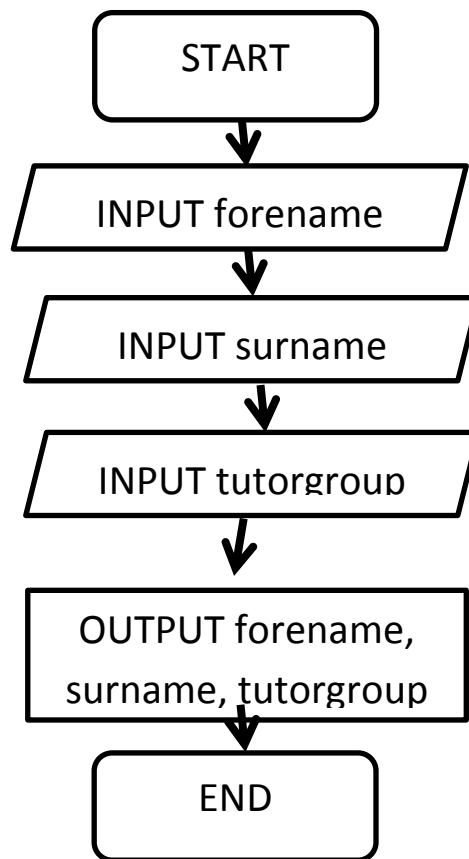 START
INPUT forename
INPUT surname
INPUT tutorgroup
OUTPUT forename,
surname, tutorgroup
END